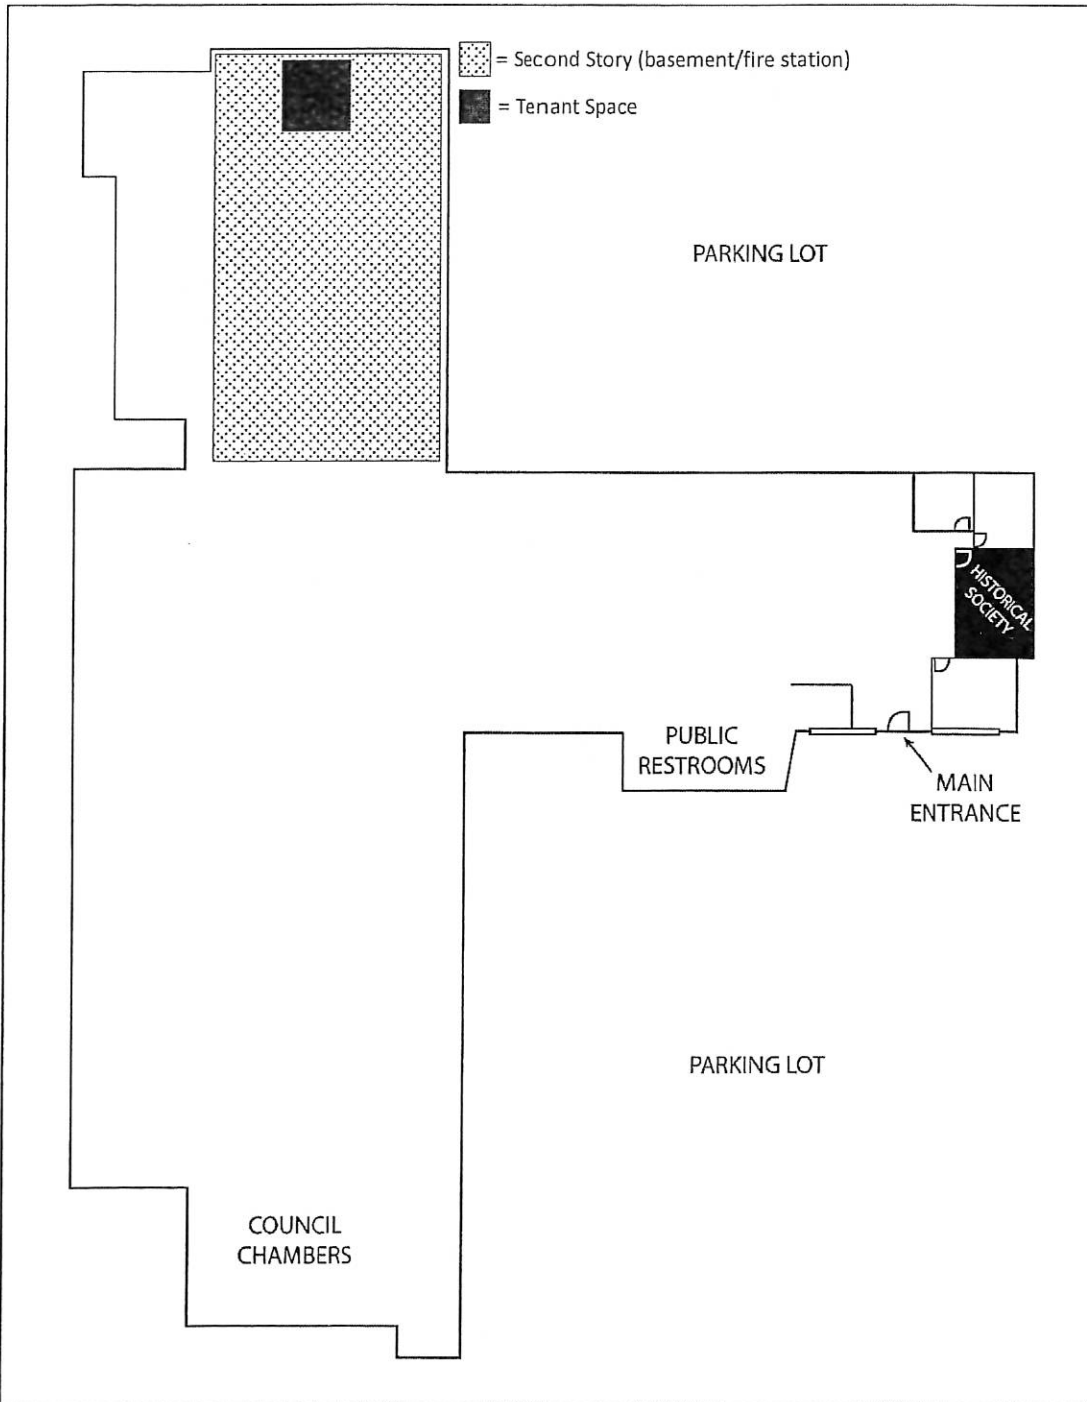 = Second Story (basement/fire station)
= Tenant Space
PARKING LOT
HISTORICAL
SOCIETY
PUBLIC
RESTROOMS
MAIN
ENTRANCE
PARKING LOT
COUNCIL
CHAMBERS